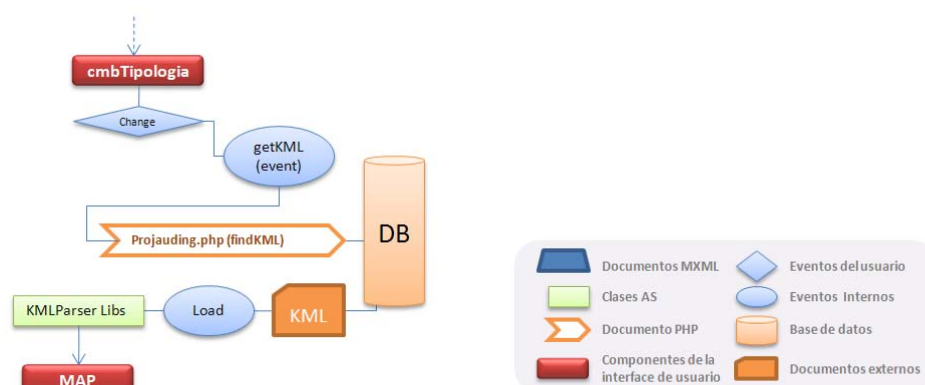 cmbTipologia
Change
getKML
(event)
Projauding.php (findKML)
DB
KMLParser Libs
Load
KML
MAP
Documentos MXML
Eventos del usuario
Clases AS
Eventos Internos
Documento PHP
Base de datos
Componentes de la
interface de usuario
Documentos externos